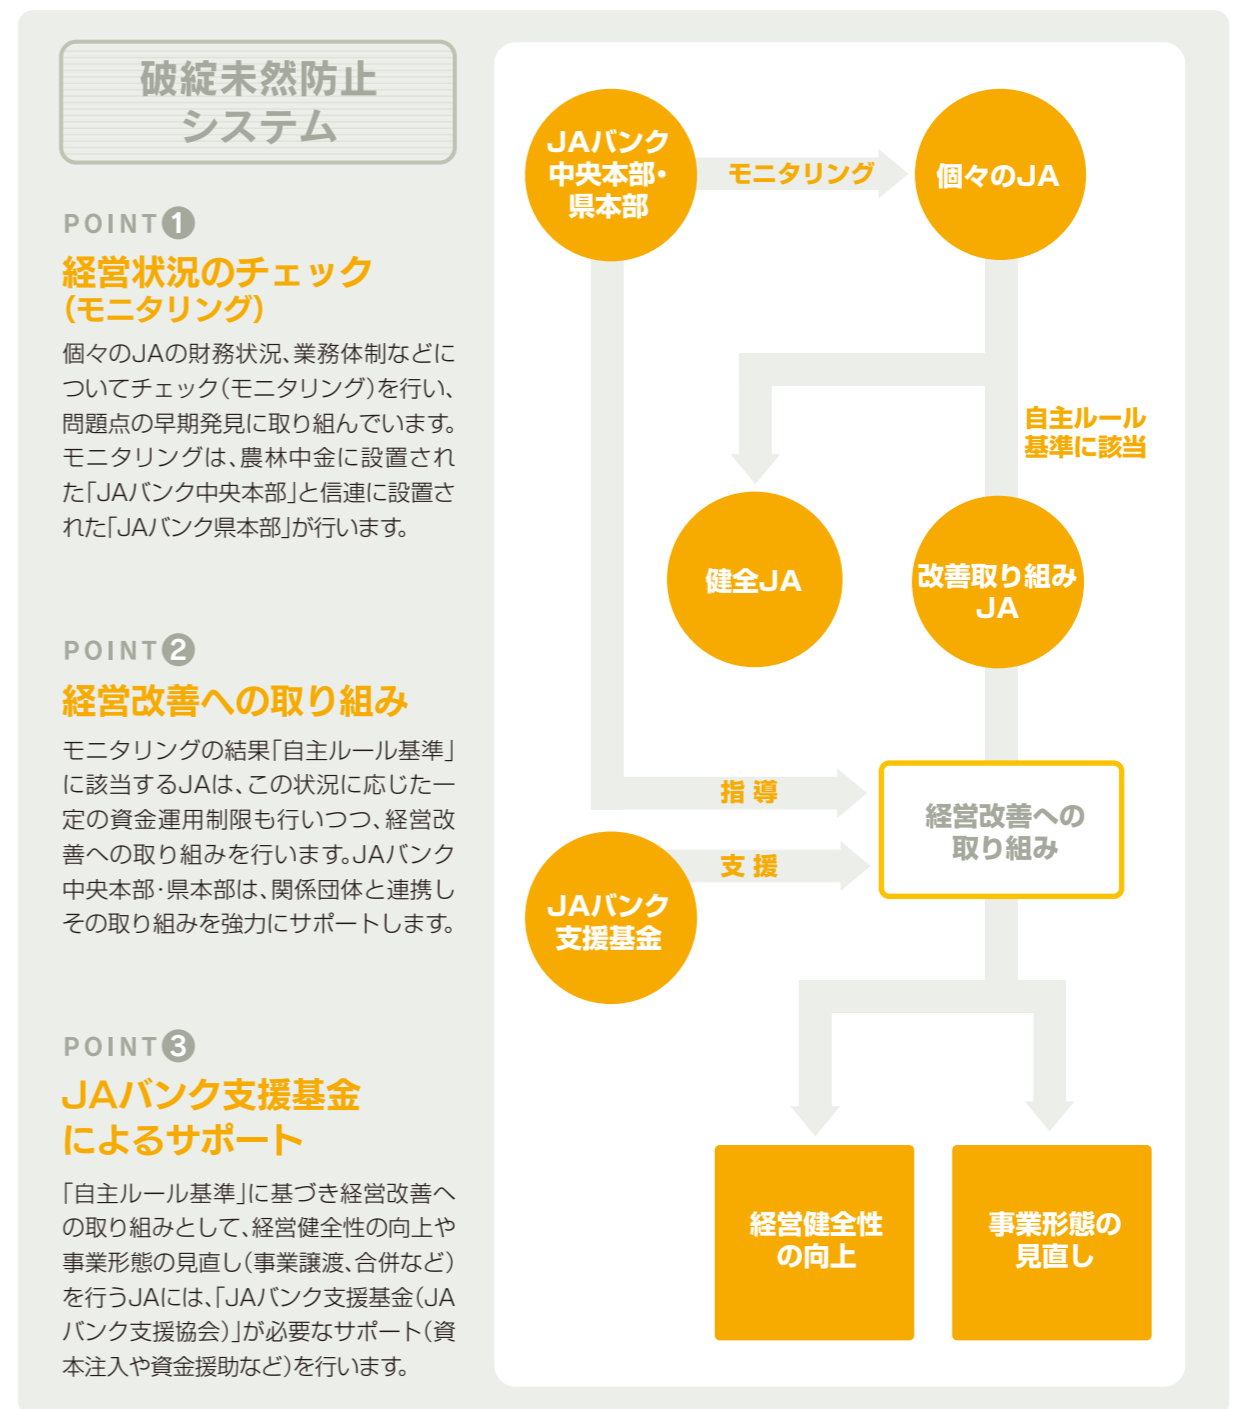 破綻未然防止
システム
POINT❶
経営状況のチェック
(モニタリング)
個々のJAの財務状況、業務体制などに
ついてチェック(モニタリング)を行い、
問題点の早期発見に取り組んでいます。
モニタリングは、農林中金に設置され
た「JAバンク中央本部」と信連に設置さ
れた「JAバンク県本部」が行います。
POINT❷
経営改善への取り組み
モニタリングの結果「自主ルール基準」
に該当するJAは、この状況に応じた一
定の資金運用制限も行いつつ、経営改
善への取り組みを行います。JAバンク
中央本部・県本部は、関係団体と連携し
その取り組みを強力にサポートします。
POINT❸
JAバンク支援基金
によるサポート
「自主ルール基準」に基づき経営改善へ
の取り組みとして、経営健全性の向上や
事業形態の見直し(事業譲渡、合併など)
を行うJAには、「JAバンク支援基金(JA
バンク支援協会)」が必要なサポート(資
本注入や資金援助など)を行います。
JAバンク
中央本部・
県本部
モニタリング
個々のJA
自主ルール
基準に該当
健全JA
改善取り組み
JA
指 導
経営改善への
取り組み
支 援
JAバンク
支援基金
経営健全性
の向上
事業形態の
見直し